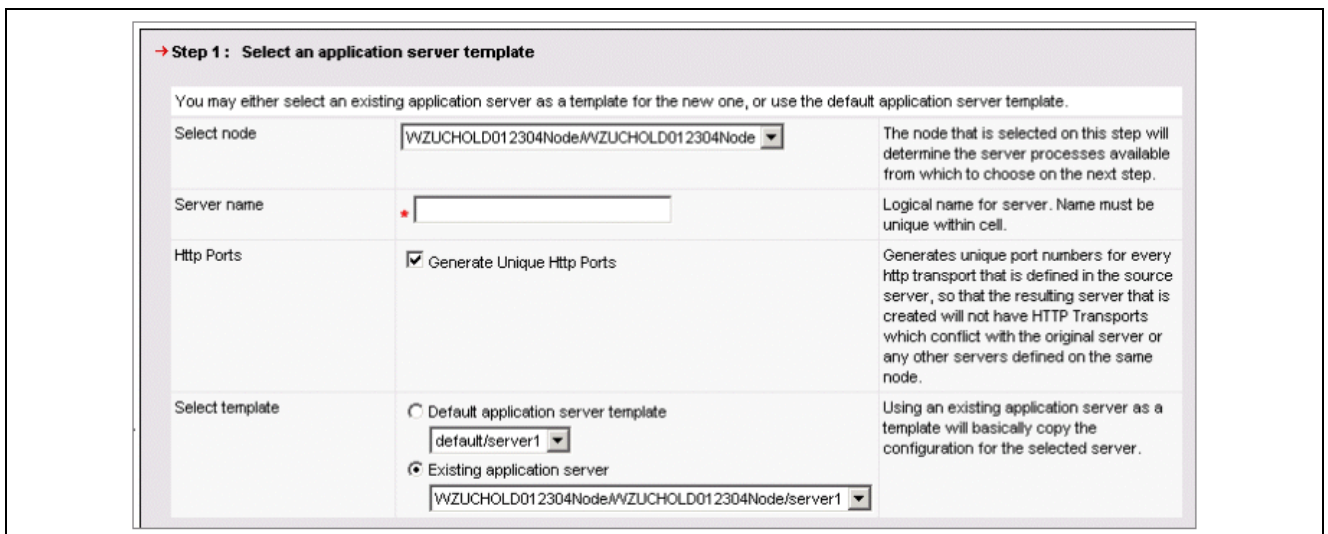 → Step 1 : Select an application server template
You may either select an existing application server as a template for the new one, or use the default application server template.
Select node
WZUCHOLD012304Node/WZUCHOLD012304Node
The node that is selected on this step will
determine the server processes available
from which to choose on the next step.
Server name
*
Logical name for server. Name must be
unique within cell.
Http Ports
Generate Unique Http Ports
Generates unique port numbers for every
http transport that is defined in the source
server, so that the resulting server that is
created will not have HTTP Transports
which conflict with the original server or
any other servers defined on the same
node.
Select template
Default application server template
default/server1
Existing application server
WZUCHOLD012304Node/WZUCHOLD012304Node/server1
Using an existing application server as a
template will basically copy the
configuration for the selected server.